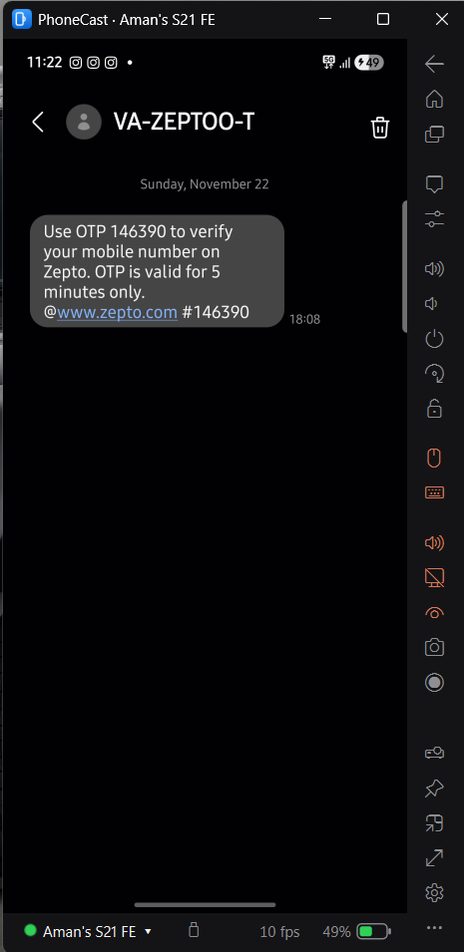 PhoneCast · Aman's S21 FE
11:22
5G
49
VA-ZEPTOO-T
Sunday, November 22
Use OTP 146390 to verify
your mobile number on
Zepto. OTP is valid for 5
minutes only.
@www.zepto.com #146390
18:08
Aman's S21 FE
10 fps
49%